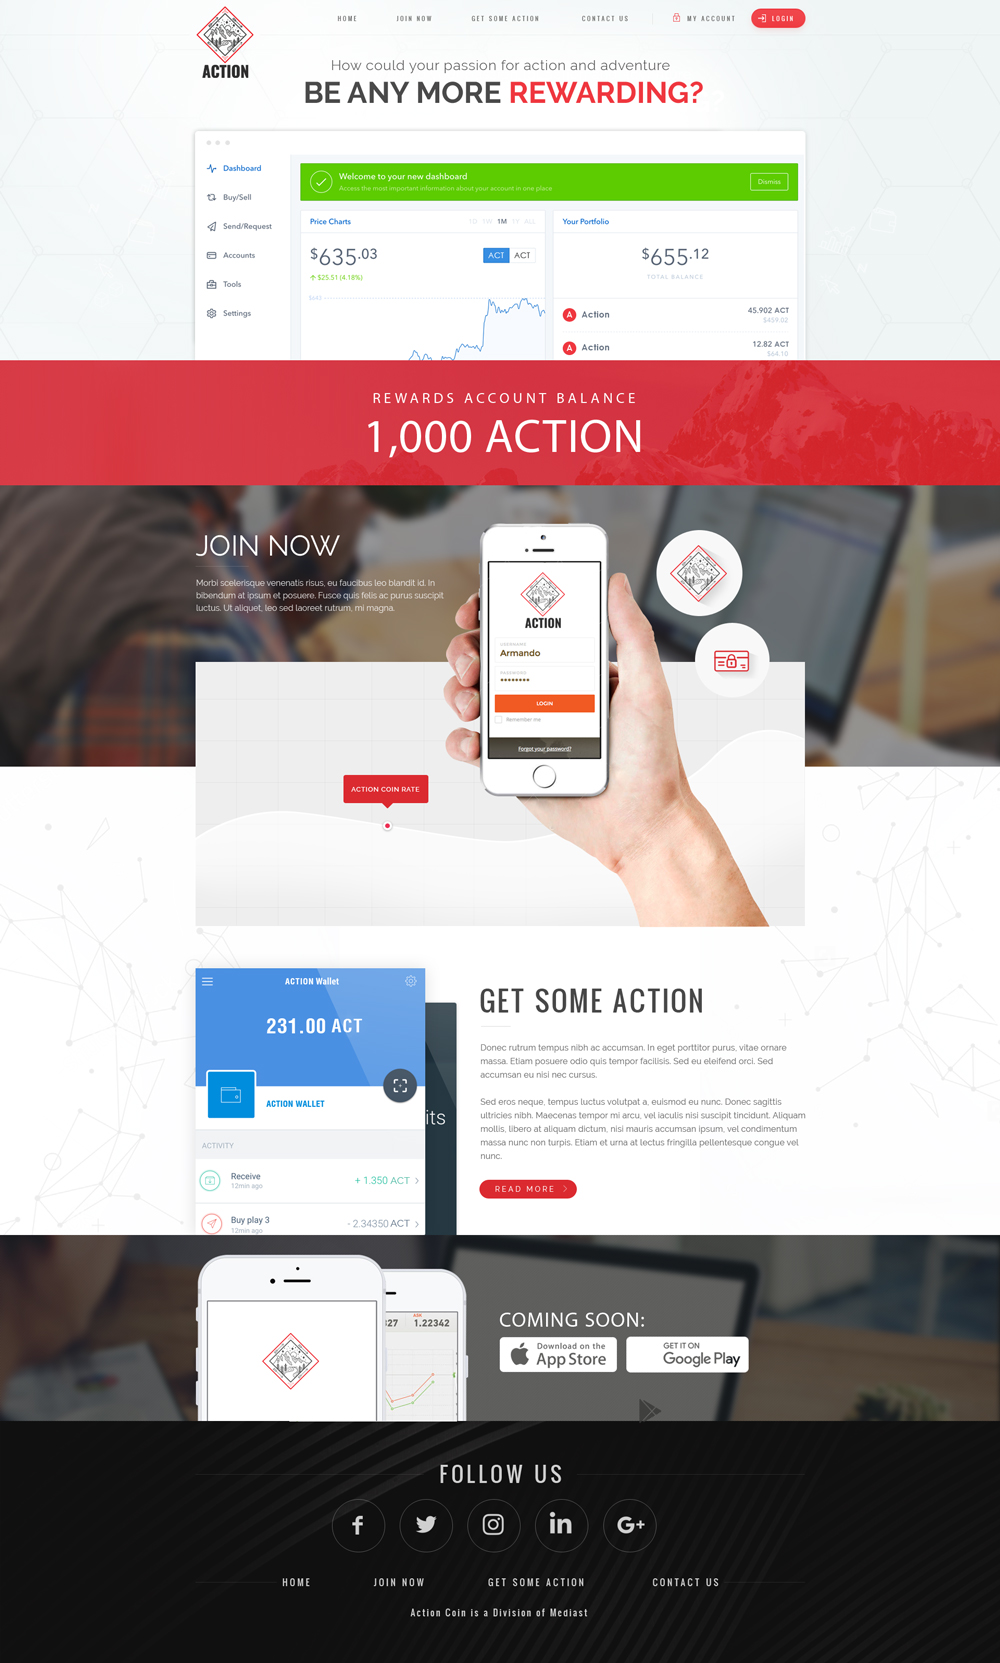 HOME
JOIN NOW
GET SOME ACTION
CONTACT US
MY ACCOUNT
LOGIN
ACTION
How could your passion for action and adventure
BE ANY MORE REWARDING?
Dashboard
Buy/Sell
Send/Request
Accounts
Tools
Settings
Welcome to your new dashboard
Access the most important information about your account in one place
Dismiss
Price Charts
1D 1W 1M 1Y ALL
$635.03
ACT ACT
$25.51 (4.18%)
$642
Your Portfolio
$655.12
TOTAL BALANCE
Action
45.902 ACT
$459.02
Action
12.82 ACT
$64.10
REWARDS ACCOUNT BALANCE
1,000 ACTION
JOIN NOW
Morbi scelerisque venenatis risus, eu faucibus leo blandit id. In
bibendum at ipsum et posuere. Fusce quis felis ac purus suscipit
luctus. Ut aliquet, leo sed laoreet rutrum, mi magna.
ACTION
USERNAME
Armando
PASSWORD
LOGIN
Remember me
Forgot your password?
ACTION COIN RATE
ACTION Wallet
231.00 ACT
ACTION WALLET
its
ACTIVITY
Receive
12min ago
+ 1.350 ACT
Buy play 3
12min ago
- 2.34350 ACT
GET SOME ACTION
Donec rutrum tempus nibh ac accumsan. In eget porttitor purus, vitae ornare
massa. Etiam posuere odio quis tempor facilisis. Sed eu eleifend orci. Sed
accumsan eu nisi nec cursus.
Sed eros neque, tempus luctus volutpat a, euismod eu nunc. Donec sagittis
ultricies nibh. Maecenas tempor mi arcu, vel iaculis nisi suscipit tincidunt. Aliquam
mollis, libero at aliquam dictum, nisi mauris accumsan ipsum, vel condimentum
massa nunc non turpis. Etiam et urna at lectus fringilla pellentesque congue vel
nunc.
READ MORE
327
ASK
1.22342
COMING SOON:
Download on the
App Store
GET IT ON
Google Play
FOLLOW US
HOME
JOIN NOW
GET SOME ACTION
CONTACT US
Action Coin is a Division of Mediast